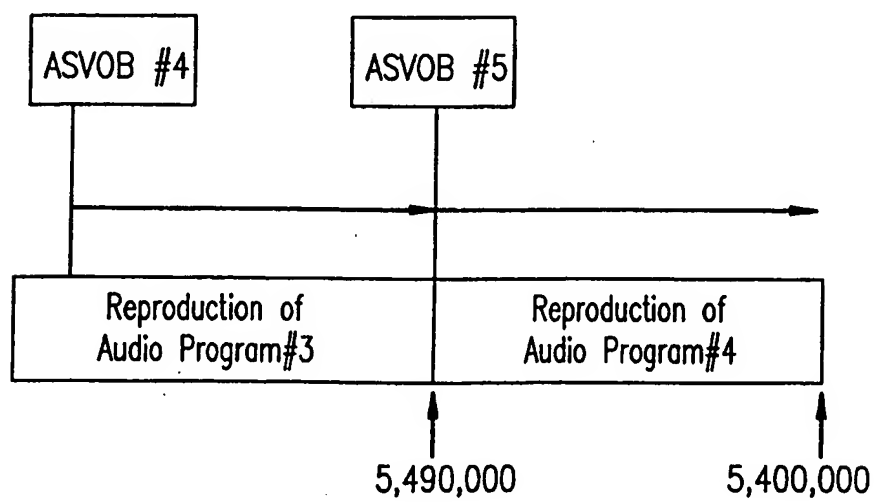 ASVOB #4
ASVOB #5
Reproduction of
Audio Program#3
Reproduction of
Audio Program#4
5,490,000
5,400,000